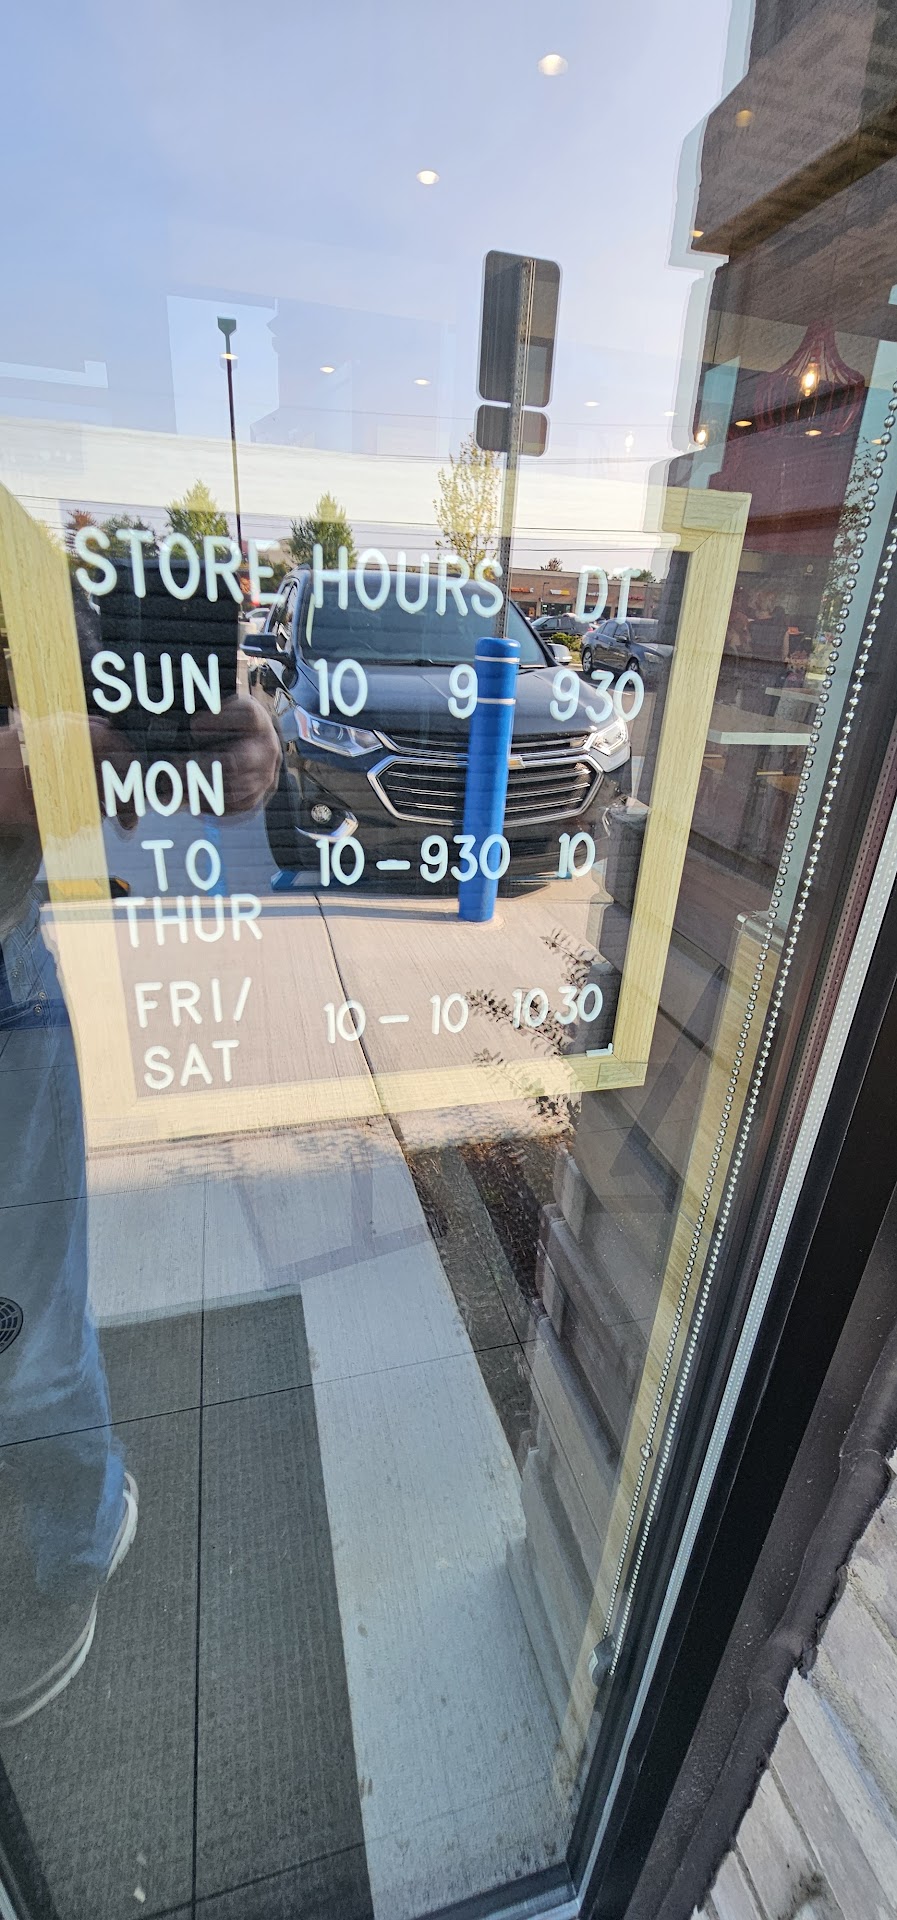 STORE HOURS DT
SUN 10 9 930
MON
TO 10-930 10
THUR
FRI/ 10-10 1030
SAT